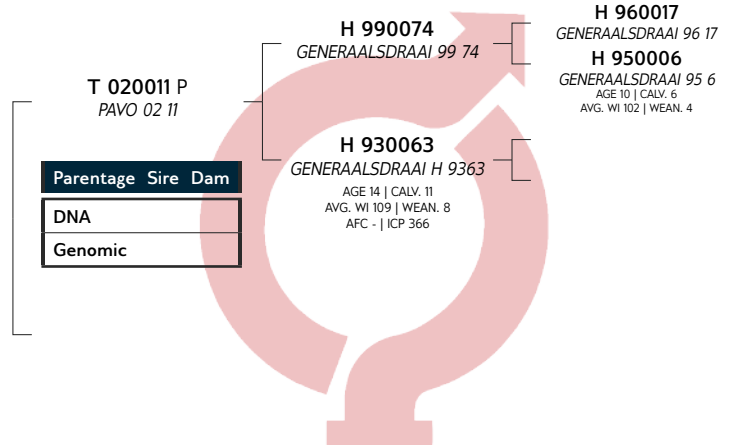 T 020011 P
PAVO 02 11
H 990074
GENERAALSDRAAI 99 74
H 960017
GENERAALSDRAAI 96 17
H 950006
GENERAALSDRAAI 95 6
AGE 10 | CALV. 6
AVG. WI 102 | WEAN. 4
H 930063
GENERAALSDRAAI H 9363
AGE 14 | CALV. 11
AVG. WI 109 | WEAN. 8
AFC - | ICP 366
Parentage Sire Dam
DNA
Genomic